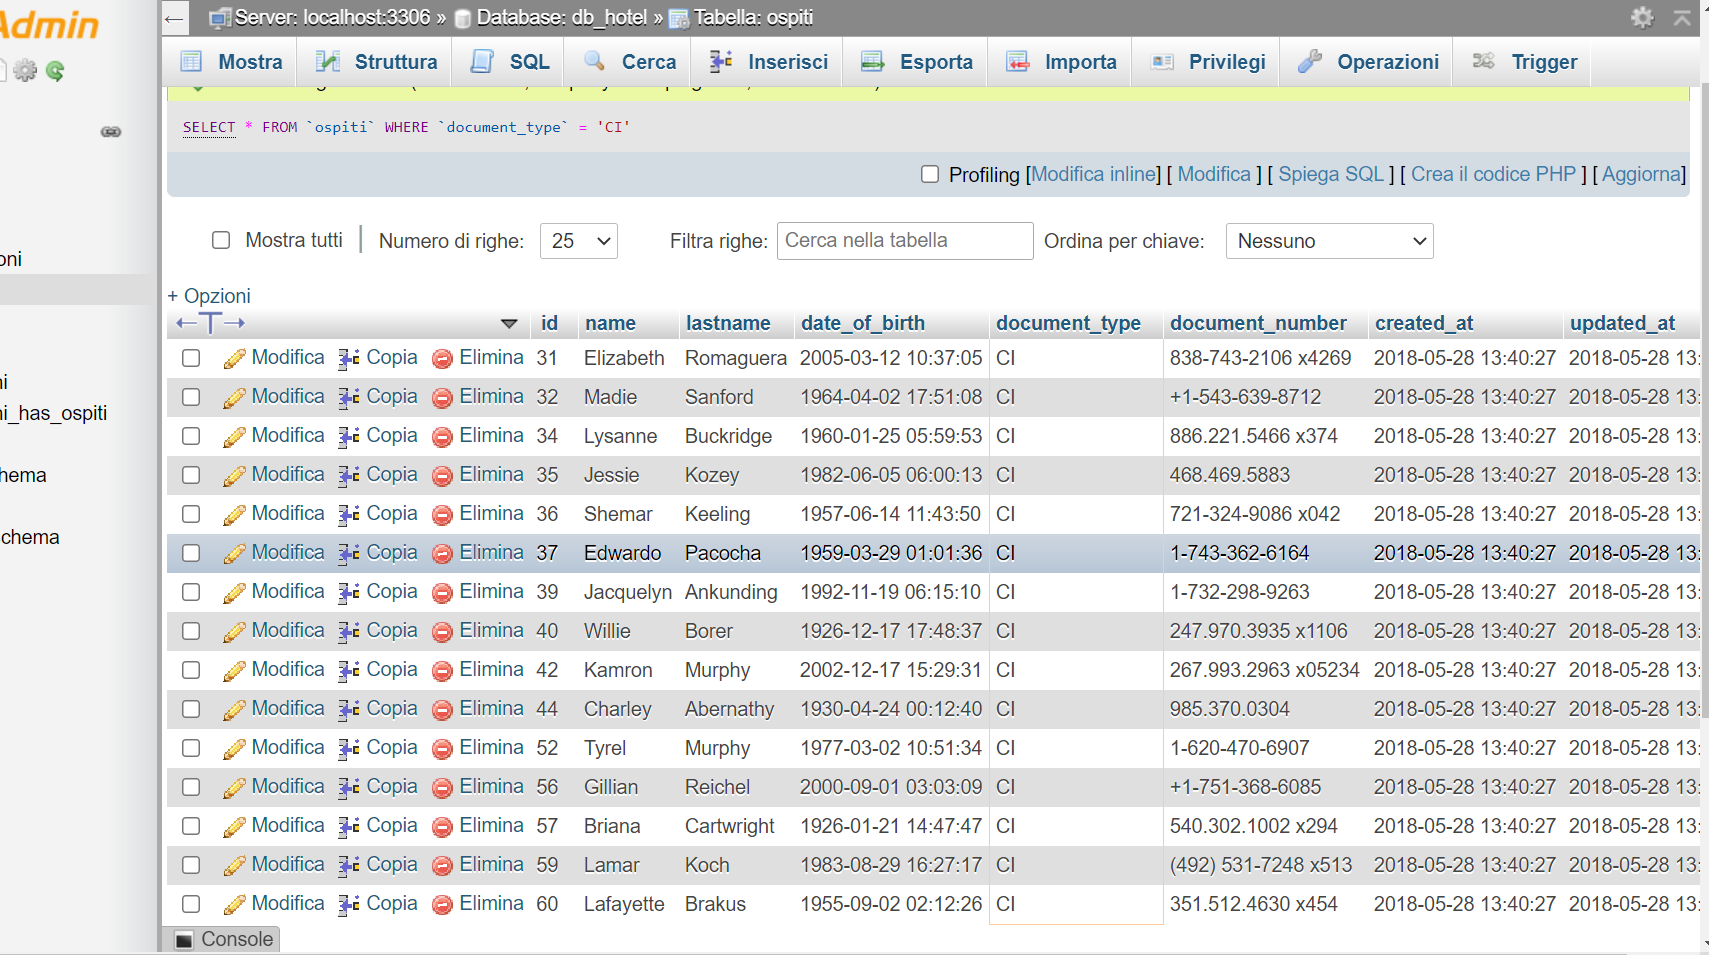 Admin
Server: localhost:3306 » Database: db_hotel » Tabella: ospiti
Mostra Struttura SQL Cerca Inserisci Esporta Importa Privilegi Operazioni Trigger
SELECT * FROM `ospiti` WHERE `document_type` = 'CI'
Profiling [Modifica inline] [ Modifica ] [ Spiega SQL ] [ Crea il codice PHP ] [ Aggiorna]
Mostra tutti | Numero di righe: 25 Filtra righe: Cerca nella tabella Ordina per chiave: Nessuno
oni
+ Opzioni
id name lastname date_of_birth document_type document_number created_at updated_at
Modifica Copia Elimina 31 Elizabeth Romaguera 2005-03-12 10:37:05 CI 838-743-2106 x4269 2018-05-28 13:40:27 2018-05-28 13:
ni
Modifica Copia Elimina 32 Madie Sanford 1964-04-02 17:51:08 CI +1-543-639-8712 2018-05-28 13:40:27 2018-05-28 13:
ni_has_ospiti
Modifica Copia Elimina 34 Lysanne Buckridge 1960-01-25 05:59:53 CI 886.221.5466 x374 2018-05-28 13:40:27 2018-05-28 13:
hema
Modifica Copia Elimina 35 Jessie Kozey 1982-06-05 06:00:13 CI 468.469.5883 2018-05-28 13:40:27 2018-05-28 13:
Modifica Copia Elimina 36 Shemar Keeling 1957-06-14 11:43:50 CI 721-324-9086 x042 2018-05-28 13:40:27 2018-05-28 13:
chema
Modifica Copia Elimina 37 Edwardo Pacocha 1959-03-29 01:01:36 CI 1-743-362-6164 2018-05-28 13:40:27 2018-05-28 13:
Modifica Copia Elimina 39 Jacquelyn Ankunding 1992-11-19 06:15:10 CI 1-732-298-9263 2018-05-28 13:40:27 2018-05-28 13:
Modifica Copia Elimina 40 Willie Borer 1926-12-17 17:48:37 CI 247.970.3935 x1106 2018-05-28 13:40:27 2018-05-28 13:
Modifica Copia Elimina 42 Kamron Murphy 2002-12-17 15:29:31 CI 267.993.2963 x05234 2018-05-28 13:40:27 2018-05-28 13:
Modifica Copia Elimina 44 Charley Abernathy 1930-04-24 00:12:40 CI 985.370.0304 2018-05-28 13:40:27 2018-05-28 13:
Modifica Copia Elimina 52 Tyrel Murphy 1977-03-02 10:51:34 CI 1-620-470-6907 2018-05-28 13:40:27 2018-05-28 13:
Modifica Copia Elimina 56 Gillian Reichel 2000-09-01 03:03:09 CI +1-751-368-6085 2018-05-28 13:40:27 2018-05-28 13:
Modifica Copia Elimina 57 Briana Cartwright 1926-01-21 14:47:47 CI 540.302.1002 x294 2018-05-28 13:40:27 2018-05-28 13:
Modifica Copia Elimina 59 Lamar Koch 1983-08-29 16:27:17 CI (492) 531-7248 x513 2018-05-28 13:40:27 2018-05-28 13:
Modifica Copia Elimina 60 Lafayette Brakus 1955-09-02 02:12:26 CI 351.512.4630 x454 2018-05-28 13:40:27 2018-05-28 13:
Console